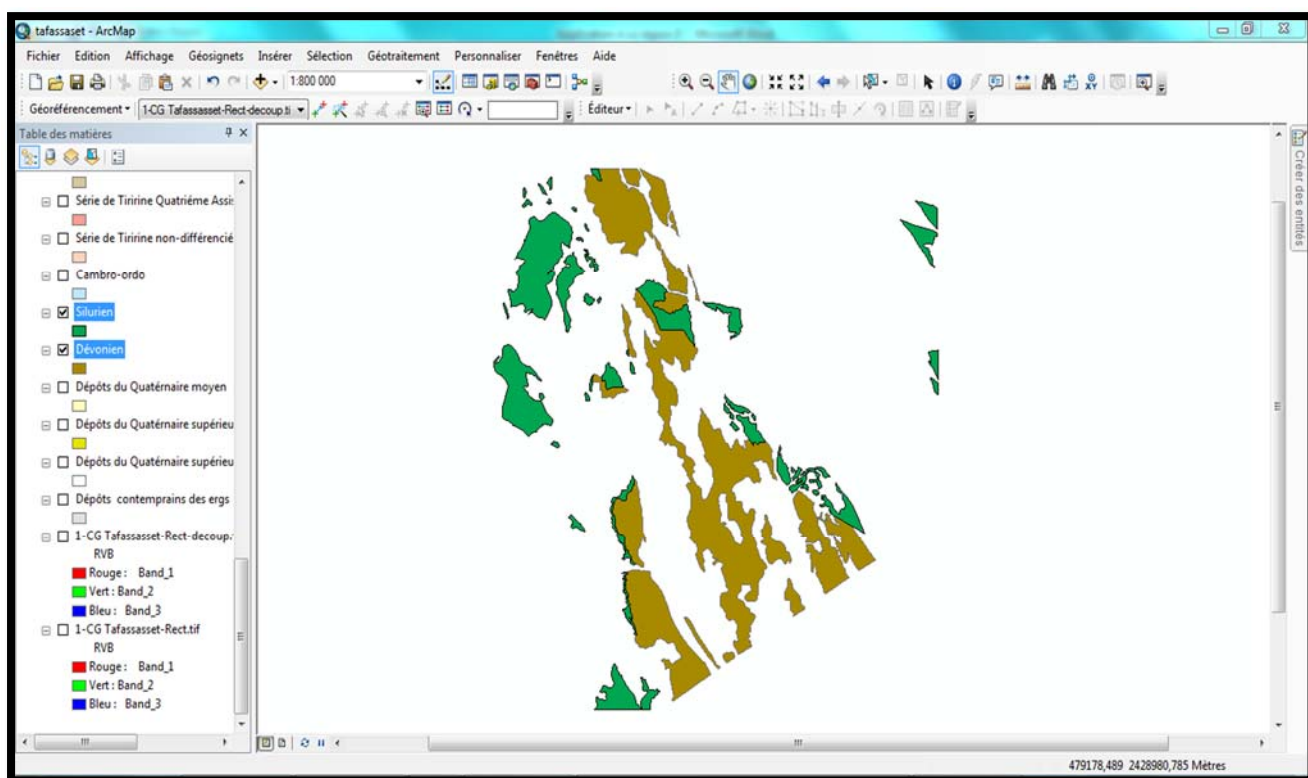 tafassaset - ArcMap
Fichier Edition Affichage Géosignets Insérer Sélection Géotraitement Personnaliser Fenêtres Aide
1:800 000
Géoréférencement 1-CG Tafassasset-Rect-decoup.ti Éditeur
Table des matières
Créer des entités
Série de Tiririne Quatriéme Assi
Série de Tiririne non-différencié
Cambro-ordo
Silurien
Dévonien
Dépôts du Quatérnaire moyen
Dépôts du Quatérnaire supérieu
Dépôts du Quatérnaire supérieu
Dépôts contemprains des ergs
1-CG Tafassasset-Rect-decoup.
RVB
Rouge : Band_1
Vert : Band_2
Bleu : Band_3
1-CG Tafassasset-Rect.tif
RVB
Rouge : Band_1
Vert : Band_2
Bleu : Band_3
479178,489 2428980,785 Mètres